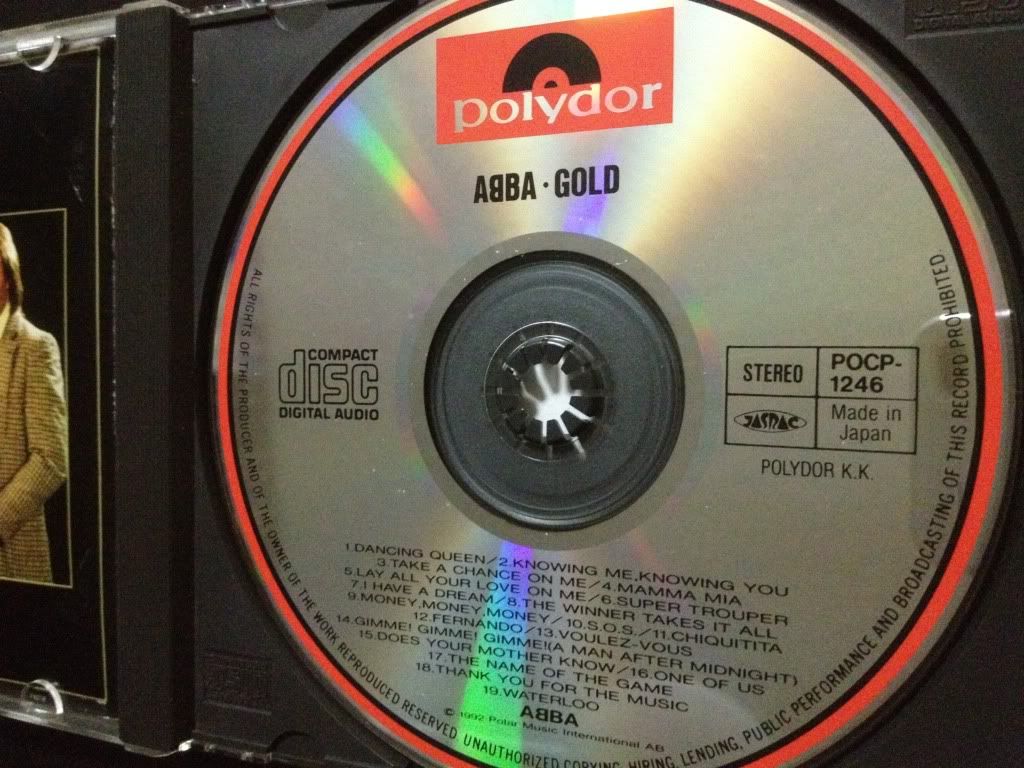 polydor
AᗺBA · GOLD
COMPACT
disc
DIGITAL AUDIO
STEREO
POCP-
1246
JASRAC
Made in
Japan
POLYDOR K.K.
1.DANCING QUEEN/2.KNOWING ME,KNOWING YOU
3.TAKE A CHANCE ON ME/4.MAMMA MIA
5.LAY ALL YOUR LOVE ON ME/6.SUPER TROUPER
7.I HAVE A DREAM/8.THE WINNER TAKES IT ALL
9.MONEY,MONEY,MONEY/10.S.O.S./11.CHIQUITITA
12.FERNANDO/13.VOULEZ-VOUS
14.GIMME! GIMME! GIMME!(A MAN AFTER MIDNIGHT)
15.DOES YOUR MOTHER KNOW/16.ONE OF US
17.THE NAME OF THE GAME
18.THANK YOU FOR THE MUSIC
19.WATERLOO
AᗺBA
© 1992 Polar Music International AB
ALL RIGHTS OF THE PRODUCER AND OF THE OWNER OF THE WORK REPRODUCED RESERVED. UNAUTHORIZED COPYING, HIRING, LENDING, PUBLIC PERFORMANCE AND BROADCASTING OF THIS RECORD PROHIBITED.